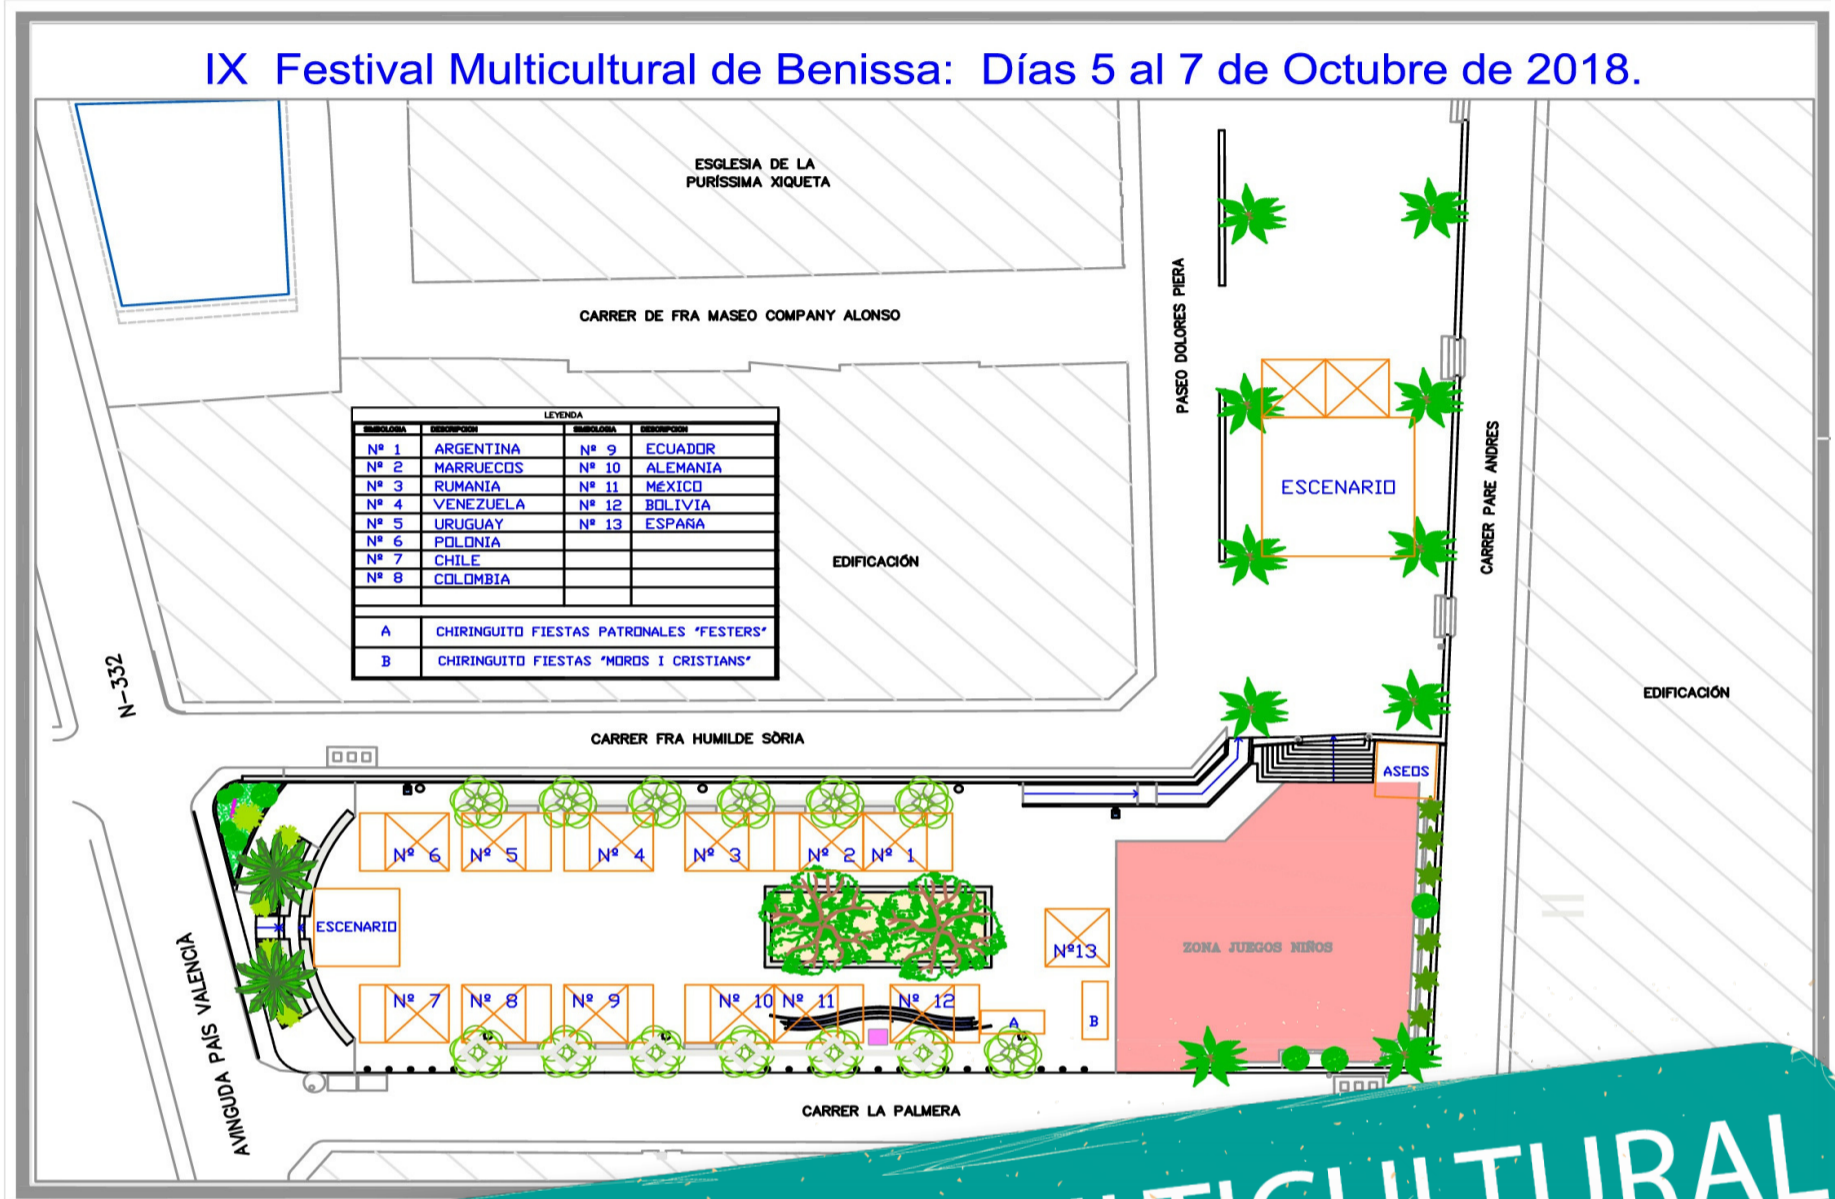 IX Festival Multicultural de Benissa: Días 5 al 7 de Octubre de 2018.
ESGLESIA DE LA
PURÍSSIMA XIQUETA
CARRER DE FRA MASEO COMPANY ALONSO
PASEO DOLORES PIERA
CARRER PARE ANDRES
LEYENDA
SIMBOLOGIA DESCRIPCION SIMBOLOGIA DESCRIPCION
Nº 1 ARGENTINA Nº 9 ECUADOR
Nº 2 MARRUECOS Nº 10 ALEMANIA
Nº 3 RUMANIA Nº 11 MÉXICO
Nº 4 VENEZUELA Nº 12 BOLIVIA
Nº 5 URUGUAY Nº 13 ESPAÑA
Nº 6 POLONIA
Nº 7 CHILE
Nº 8 COLOMBIA
A CHIRINGUITO FIESTAS PATRONALES "FESTERS"
B CHIRINGUITO FIESTAS "MOROS I CRISTIANS"
ESCENARIO
EDIFICACIÓN
EDIFICACIÓN
N-332
CARRER FRA HUMILDE SÒRIA
ASEOS
Nº 6 Nº 5 Nº 4 Nº 3 Nº 2 Nº 1
ESCENARIO
Nº13
ZONA JUEGOS NIÑOS
Nº 7 Nº 8 Nº 9 Nº 10 Nº 11 Nº 12
A
B
AVINGUDA PAÍS VALENCIÀ
CARRER LA PALMERA
MULTICULTURAL